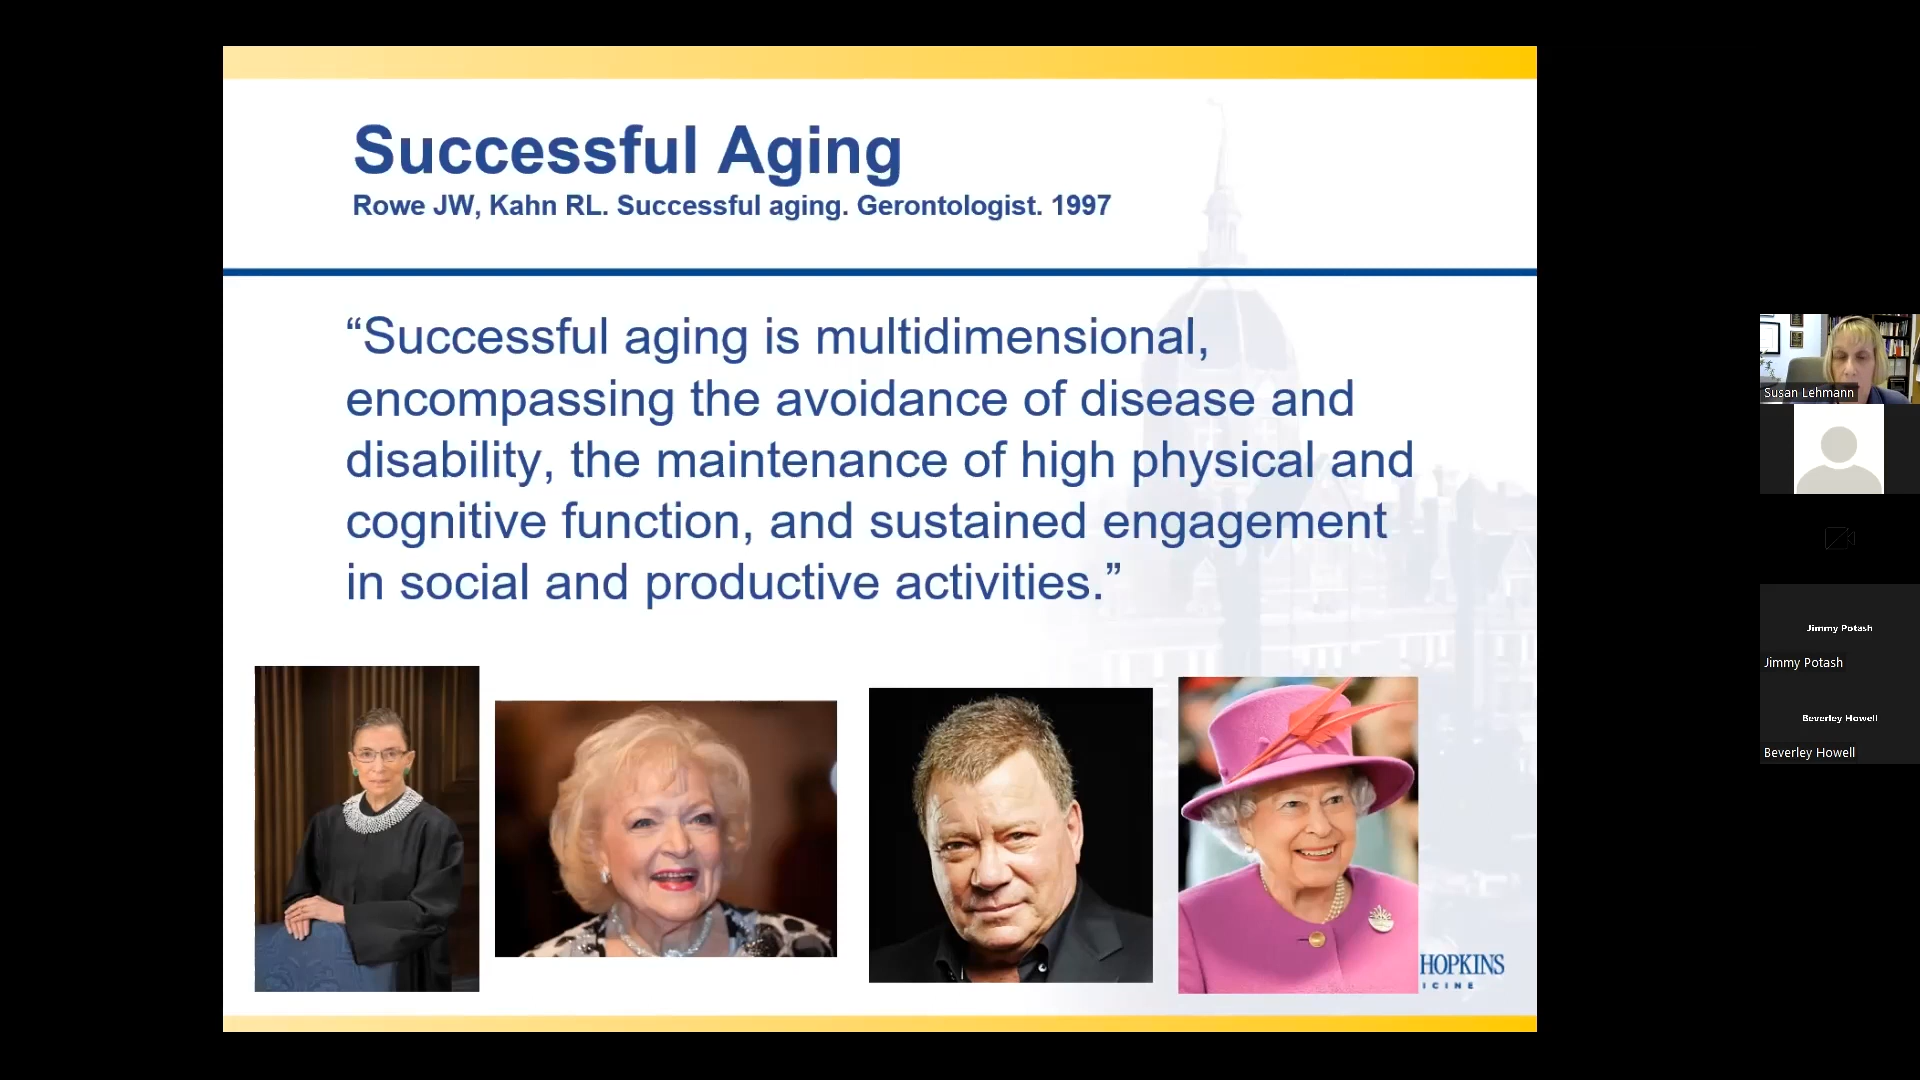 Successful Aging
Rowe JW, Kahn RL. Successful aging. Gerontologist. 1997
“Successful aging is multidimensional,
encompassing the avoidance of disease and
disability, the maintenance of high physical and
cognitive function, and sustained engagement
in social and productive activities.”
HOPKINS
ICINE
Susan Lehmann
Jimmy Potash
Jimmy Potash
Beverley Howell
Beverley Howell